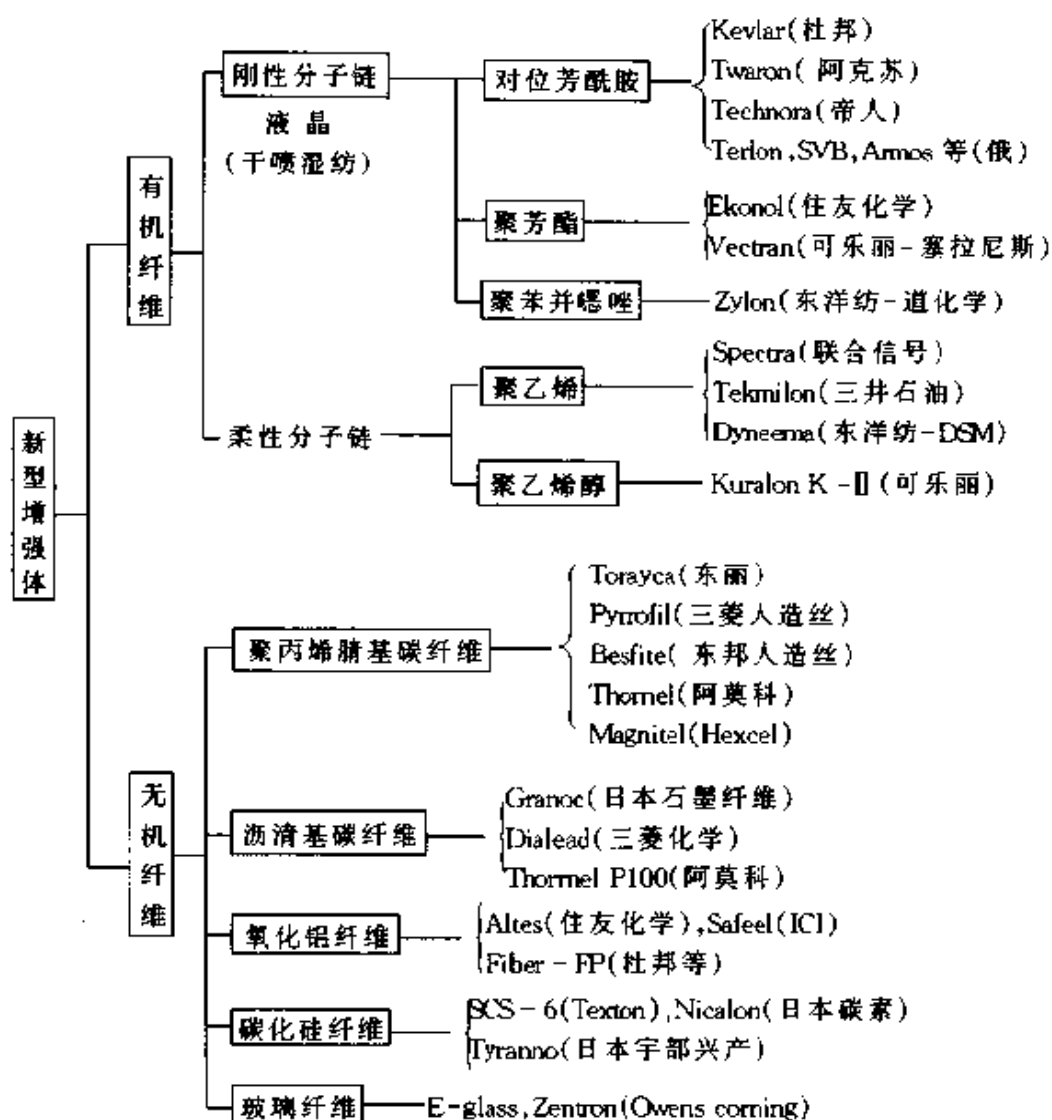 新型增强体
有机纤维
刚性分子链
液晶
(干喷湿纺)
对位芳酰胺
Kevlar(杜邦)
Twaron(阿克苏)
Technora(帝人)
Terlon,SVB,Armos 等(俄)
聚芳酯
Ekonol(住友化学)
Vectran(可乐丽-塞拉尼斯)
聚苯并噁唑
Zylon(东洋纺-道化学)
柔性分子链
聚乙烯
Spectra(联合信号)
Tekmilon(三井石油)
Dyneema(东洋纺-DSM)
聚乙烯醇
Kuralon K-Ⅱ(可乐丽)
无机纤维
聚丙烯腈基碳纤维
Torayca(东丽)
Pyrrofil(三菱人造丝)
Besfite(东邦人造丝)
Thornel(阿莫科)
Magnitel(Hexcel)
沥清基碳纤维
Granoc(日本石墨纤维)
Dialead(三菱化学)
Thormel P100(阿莫科)
氧化铝纤维
Altes(住友化学),Safeel(ICI)
Fiber-FP(杜邦等)
碳化硅纤维
SCS-6(Texton),Nicalon(日本碳素)
Tyranno(日本宇部兴产)
玻璃纤维
E-glass,Zentron(Owens corning)